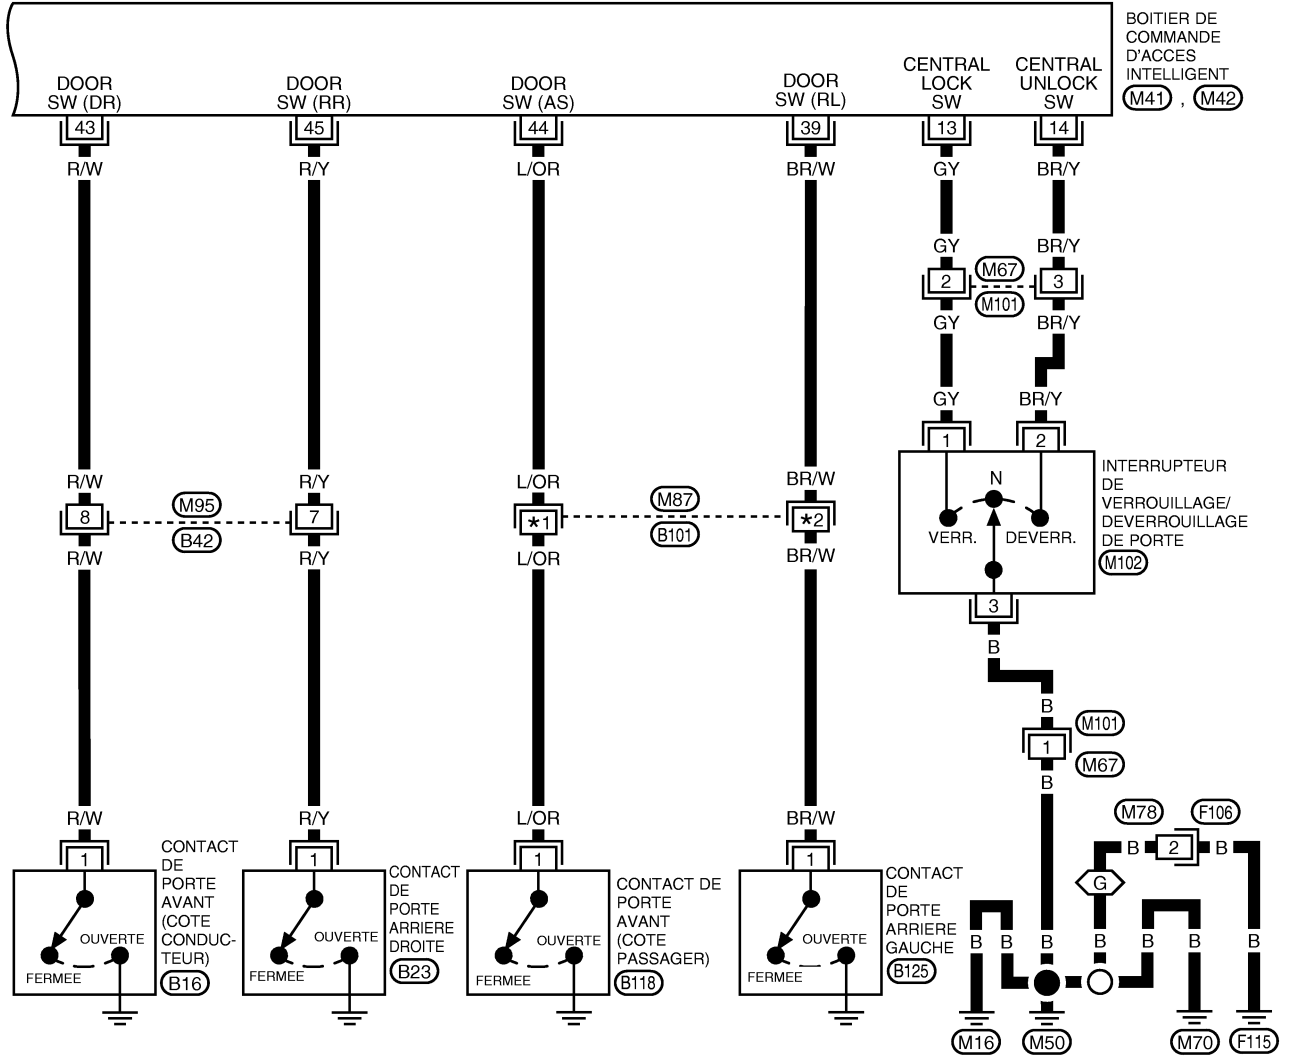 BOITIER DE
COMMANDE
D'ACCES
INTELLIGENT
M41 , M42
DOOR
SW (DR)
DOOR
SW (RR)
DOOR
SW (AS)
DOOR
SW (RL)
CENTRAL
LOCK
SW
CENTRAL
UNLOCK
SW
43 45 44 39 13 14
R/W R/Y L/OR BR/W GY BR/Y
GY BR/Y
2 M67 3
M101
GY BR/Y
GY BR/Y
1 2
INTERRUPTEUR
DE
VERROUILLAGE/
DEVERROUILLAGE
DE PORTE
M102
N
VERR. DEVERR.
3
R/W R/Y L/OR BR/W
8 M95 7 *1 M87 *2
B42 B101
R/W R/Y L/OR BR/W
B
B
M101
1
M67
B
R/W R/Y L/OR BR/W
1 1 1 1
CONTACT
DE
PORTE
AVANT
(COTE
CONDUC-
TEUR)
B16
OUVERTE
FERMEE
CONTACT
DE
PORTE
ARRIERE
DROITE
B23
OUVERTE
FERMEE
CONTACT DE
PORTE
AVANT
(COTE
PASSAGER)
B118
OUVERTE
FERMEE
CONTACT
DE
PORTE
ARRIERE
GAUCHE
B125
OUVERTE
FERMEE
M78 F106
B 2 B
G
B B B B B B B
M16 M50 M70 F115